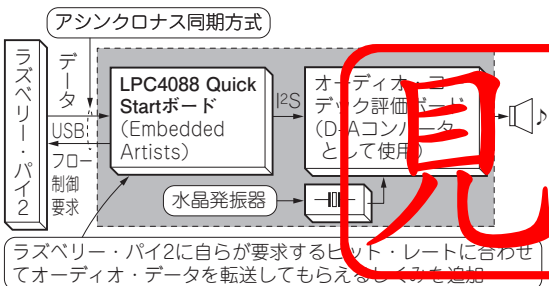 アシンクロナス同期方式
ラズベリー・パイ2
データ
USB
フロー
制御
要求
LPC4088 Quick
Startボード
(Embedded
Artists)
I²S
オーディオ・コ
デック評価ボード
(D-Aコンバータ
として使用)
水晶発振器
ラズベリー・パイ2に自らが要求するビット・レートに合わせ
てオーディオ・データを転送してもらえるしくみを追加
見